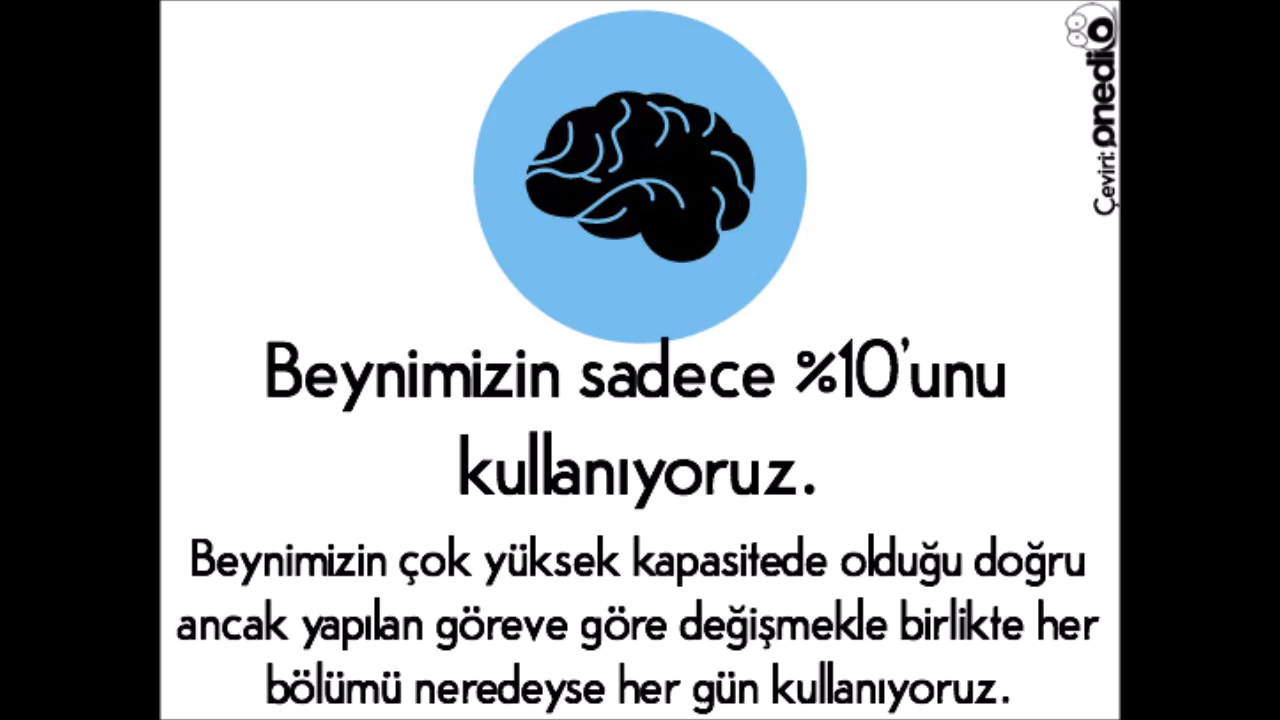 Beynimizin sadece %10'unu
kullanıyoruz.
Beynimizin çok yüksek kapasitede olduğu doğru
ancak yapılan göreve göre değişmekle birlikte her
bölümü neredeyse her gün kullanıyoruz.
Çeviri: onedio